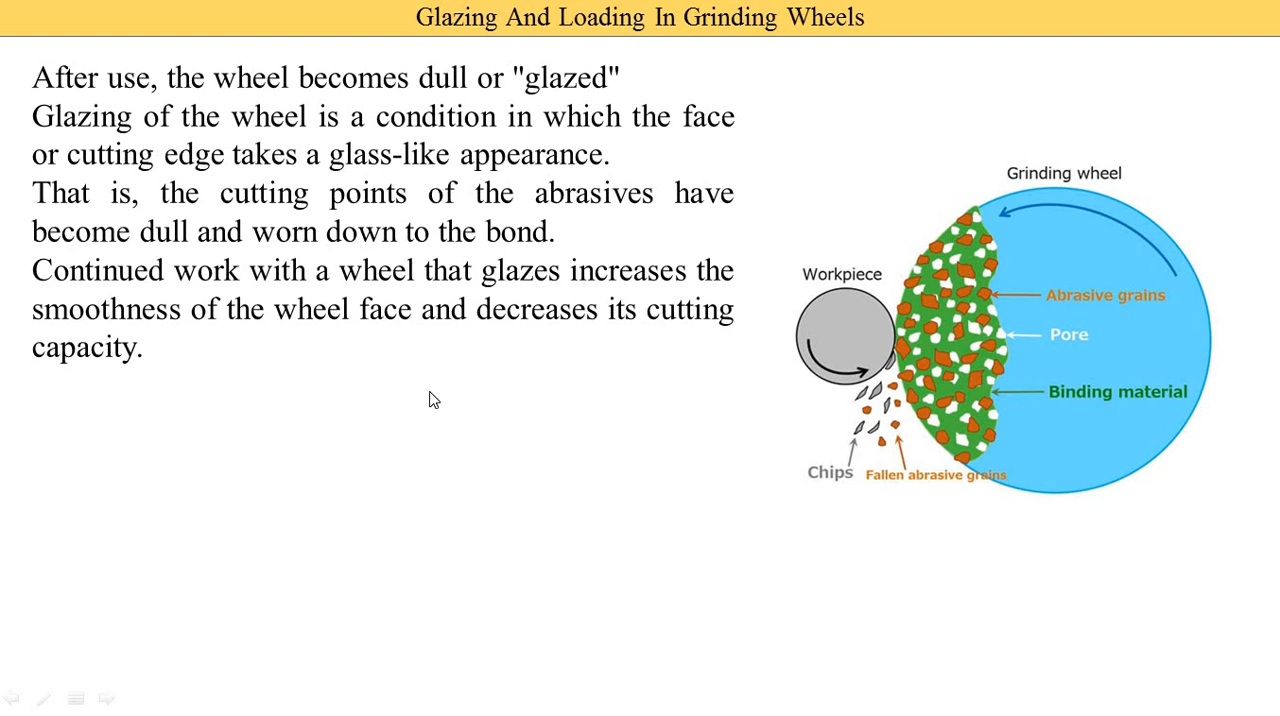 Glazing And Loading In Grinding Wheels
After use, the wheel becomes dull or "glazed"
Glazing of the wheel is a condition in which the face
or cutting edge takes a glass-like appearance.
That is, the cutting points of the abrasives have
become dull and worn down to the bond.
Continued work with a wheel that glazes increases the
smoothness of the wheel face and decreases its cutting
capacity.
Grinding wheel
Workpiece
Abrasive grains
Pore
Binding material
Chips
Fallen abrasive grains